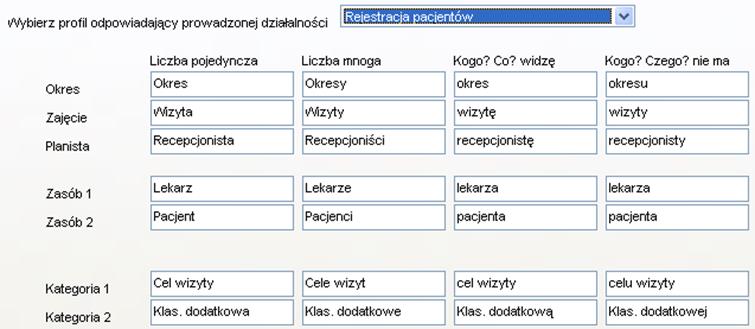 Wybierz profil odpowiadający prowadzonej działalności Rejestracja pacjentów
Liczba pojedyncza Liczba mnoga Kogo? Co? widzę Kogo? Czego? nie ma
Okres Okres Okresy okres okresu
Zajęcie Wizyta Wizyty wizytę wizyty
Planista Recepcjonista Recepcjoniści recepcjonistę recepcjonisty
Zasób 1 Lekarz Lekarze lekarza lekarza
Zasób 2 Pacjent Pacjenci pacjenta pacjenta
Kategoria 1 Cel wizyty Cele wizyt cel wizyty celu wizyty
Kategoria 2 Klas. dodatkowa Klas. dodatkowe Klas. dodatkową Klas. dodatkowej